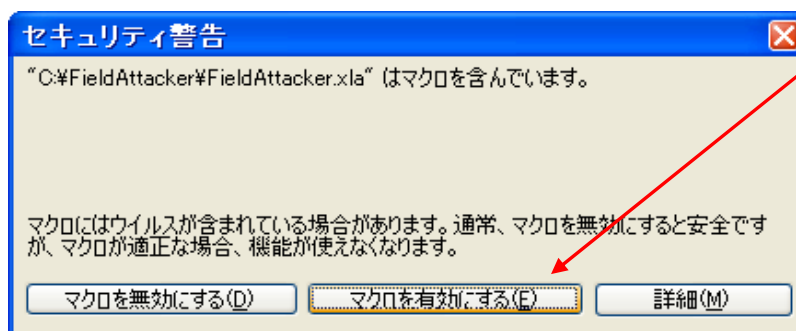 セキュリティ警告
"C:¥FieldAttacker¥FieldAttacker.xla" はマクロを含んでいます。
マクロにはウイルスが含まれている場合があります。通常、マクロを無効にすると安全です
が、マクロが適正な場合、機能が使えなくなります。
マクロを無効にする(D) マクロを有効にする(E) 詳細(M)